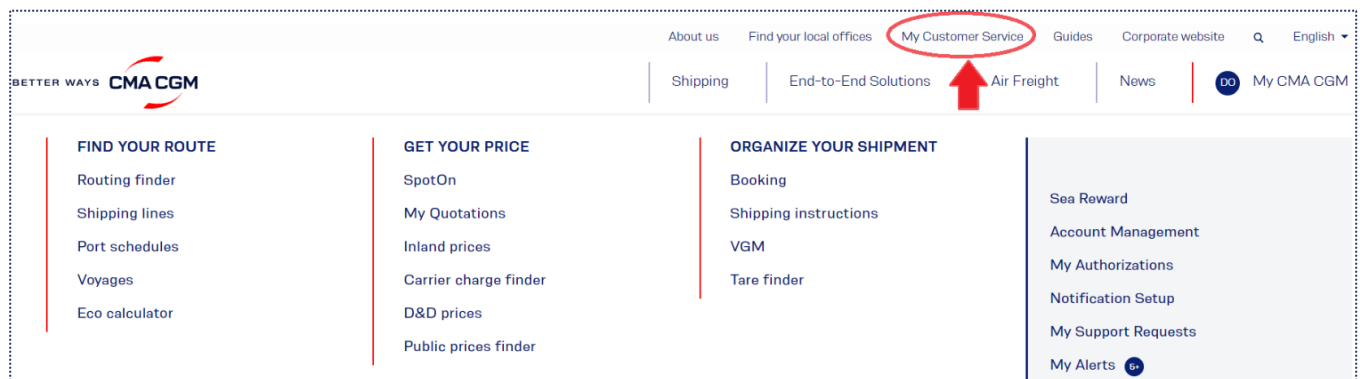 About us Find your local offices My Customer Service Guides Corporate website English
BETTER WAYS CMA CGM Shipping End-to-End Solutions Air Freight News DO My CMA CGM
FIND YOUR ROUTE
Routing finder
Shipping lines
Port schedules
Voyages
Eco calculator
GET YOUR PRICE
SpotOn
My Quotations
Inland prices
Carrier charge finder
D&D prices
Public prices finder
ORGANIZE YOUR SHIPMENT
Booking
Shipping instructions
VGM
Tare finder
Sea Reward
Account Management
My Authorizations
Notification Setup
My Support Requests
My Alerts 5+